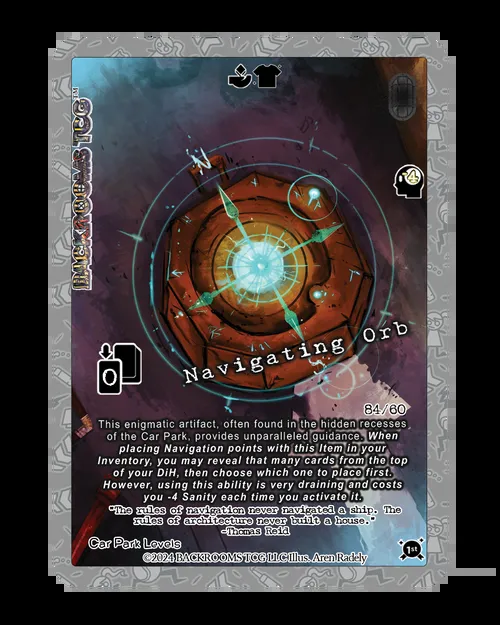 BACKROOMS TCG™
4
Navigating Orb
0
84/60
This enigmatic artifact, often found in the hidden recesses
of the Car Park, provides unparalleled guidance. When
placing Navigation points with this Item in your
Inventory, you may reveal that many cards from the top
of your DiH, then choose which one to place first.
However, using this ability is very draining and costs
you -4 Sanity each time you activate it.
"The rules of navigation never navigated a ship. The
rules of architecture never built a house."
-Thomas Reid
Car Park Levels
©2024 BACKROOMS TCG LLC Illus. Aren Radely
1st